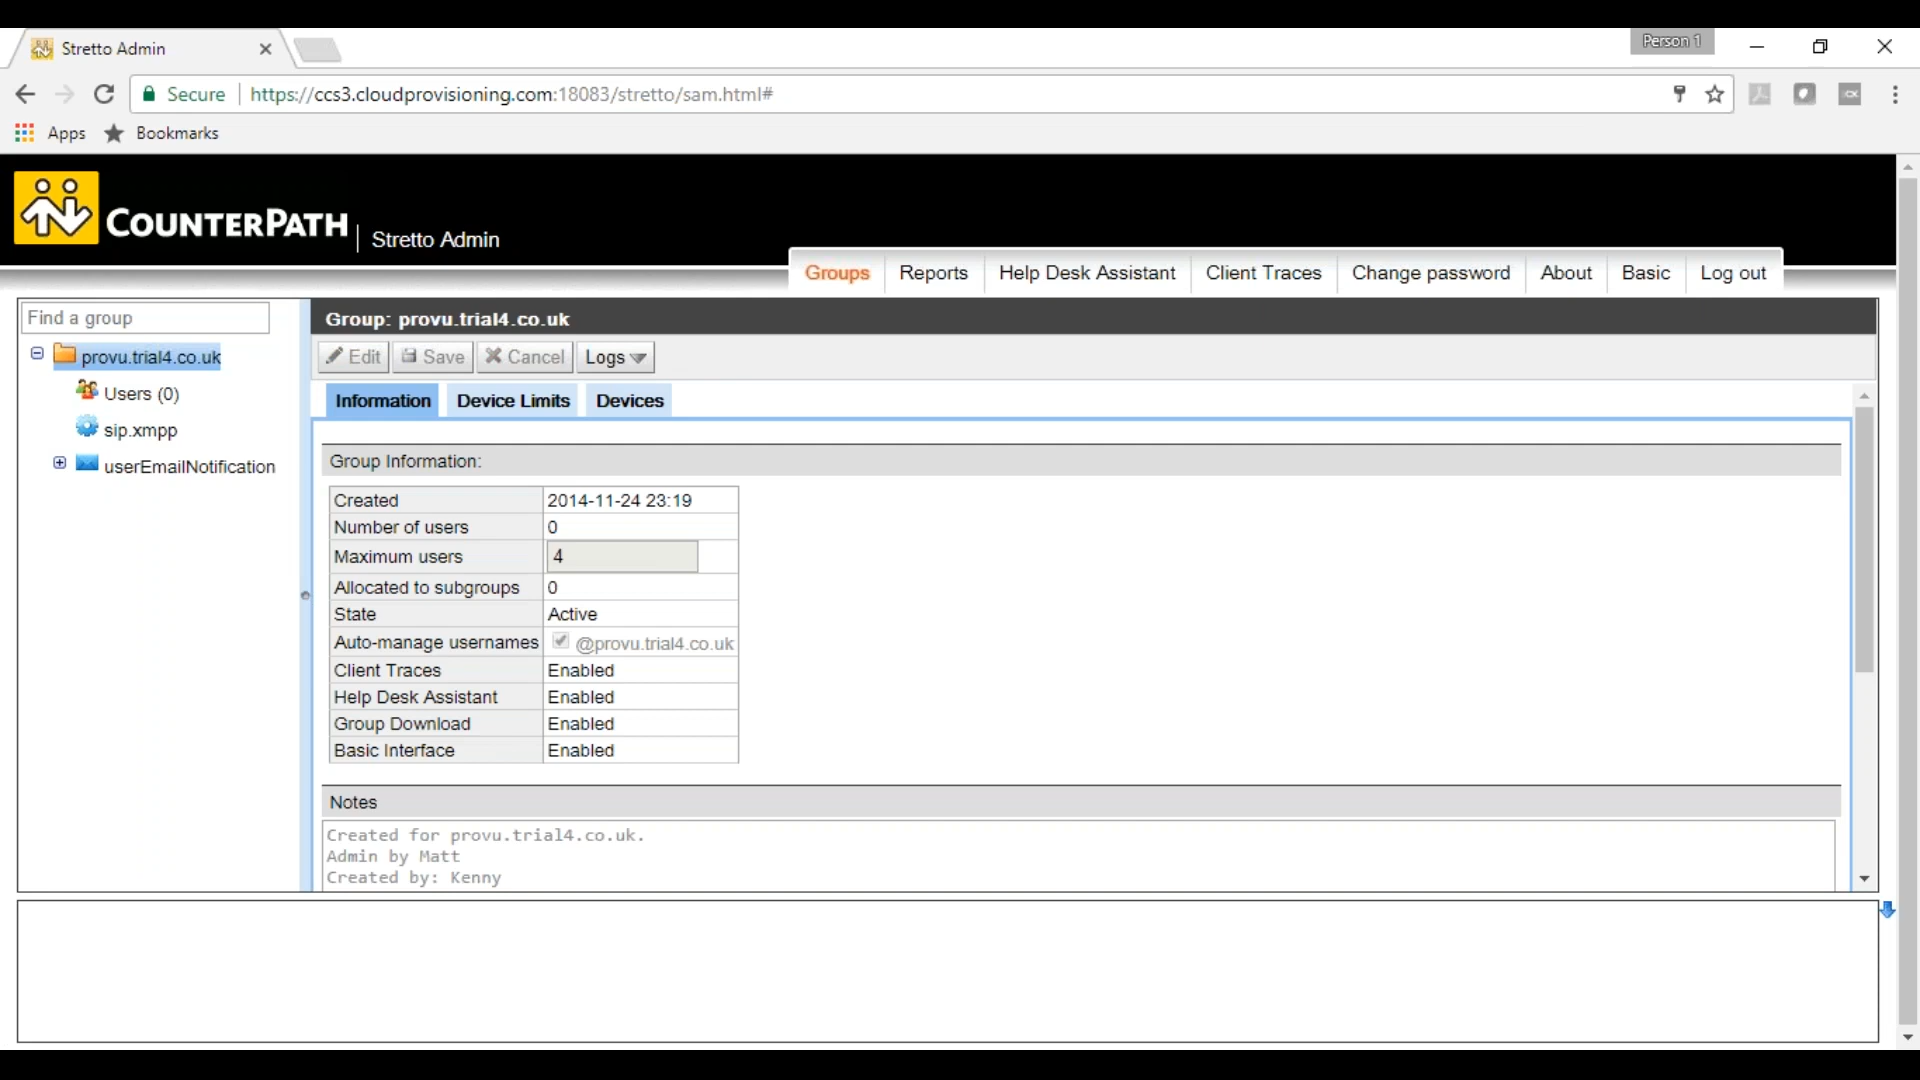 Stretto Admin
Person 1
Secure
https://ccs3.cloudprovisioning.com:18083/stretto/sam.html#
Apps
Bookmarks
COUNTERPATH
Stretto Admin
Groups
Reports
Help Desk Assistant
Client Traces
Change password
About
Basic
Log out
Find a group
provu.trial4.co.uk
Users (0)
sip.xmpp
userEmailNotification
Group: provu.trial4.co.uk
Edit
Save
Cancel
Logs
Information
Device Limits
Devices
Group Information:
Created 2014-11-24 23:19
Number of users 0
Maximum users 4
Allocated to subgroups 0
State Active
Auto-manage usernames @provu.trial4.co.uk
Client Traces Enabled
Help Desk Assistant Enabled
Group Download Enabled
Basic Interface Enabled
Notes
Created for provu.trial4.co.uk.
Admin by Matt
Created by: Kenny